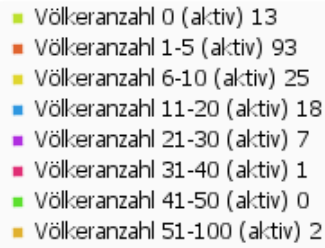 Völkeranzahl 0 (aktiv) 13
Völkeranzahl 1-5 (aktiv) 93
Völkeranzahl 6-10 (aktiv) 25
Völkeranzahl 11-20 (aktiv) 18
Völkeranzahl 21-30 (aktiv) 7
Völkeranzahl 31-40 (aktiv) 1
Völkeranzahl 41-50 (aktiv) 0
Völkeranzahl 51-100 (aktiv) 2